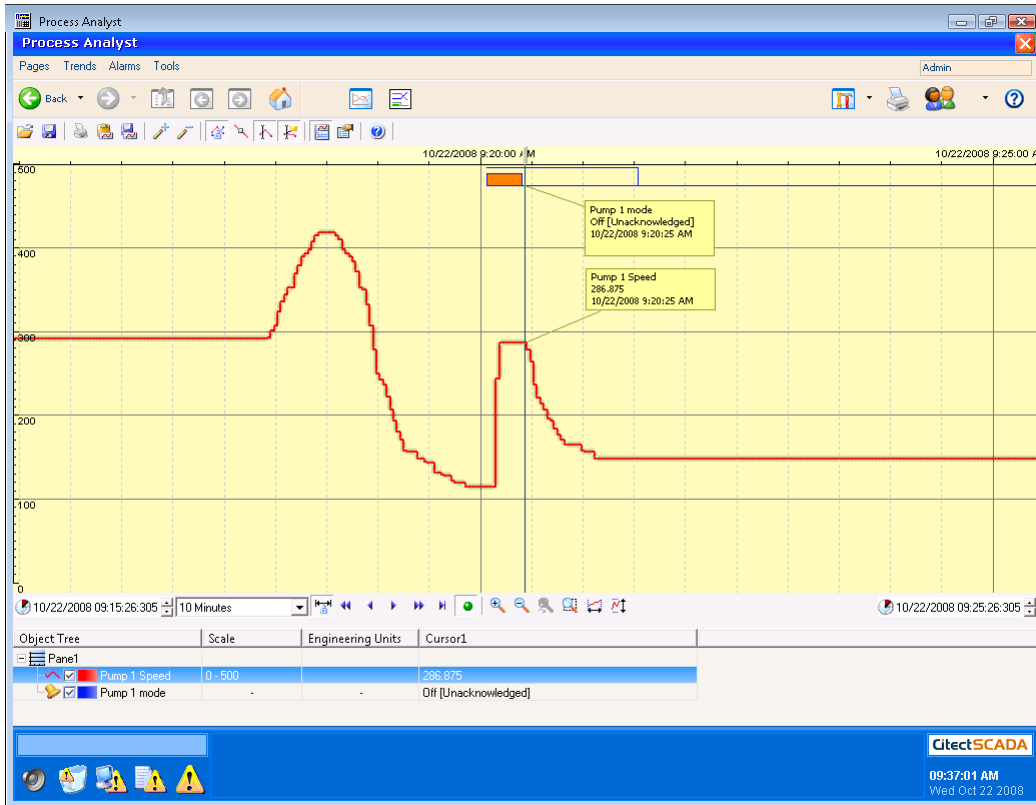 Process Analyst
Process Analyst
Pages Trends Alarms Tools
Admin
Back
10/22/2008 9:20:00 AM
10/22/2008 9:25:00 A
500
400
300
200
100
0
Pump 1 mode
Off [Unacknowledged]
10/22/2008 9:20:25 AM
Pump 1 Speed
286.875
10/22/2008 9:20:25 AM
10/22/2008 09:15:26:305
10 Minutes
10/22/2008 09:25:26:305
Object Tree Scale Engineering Units Cursor1
Pane1
Pump 1 Speed 0 - 500 286.875
Pump 1 mode - - Off [Unacknowledged]
CitectSCADA
09:37:01 AM
Wed Oct 22 2008